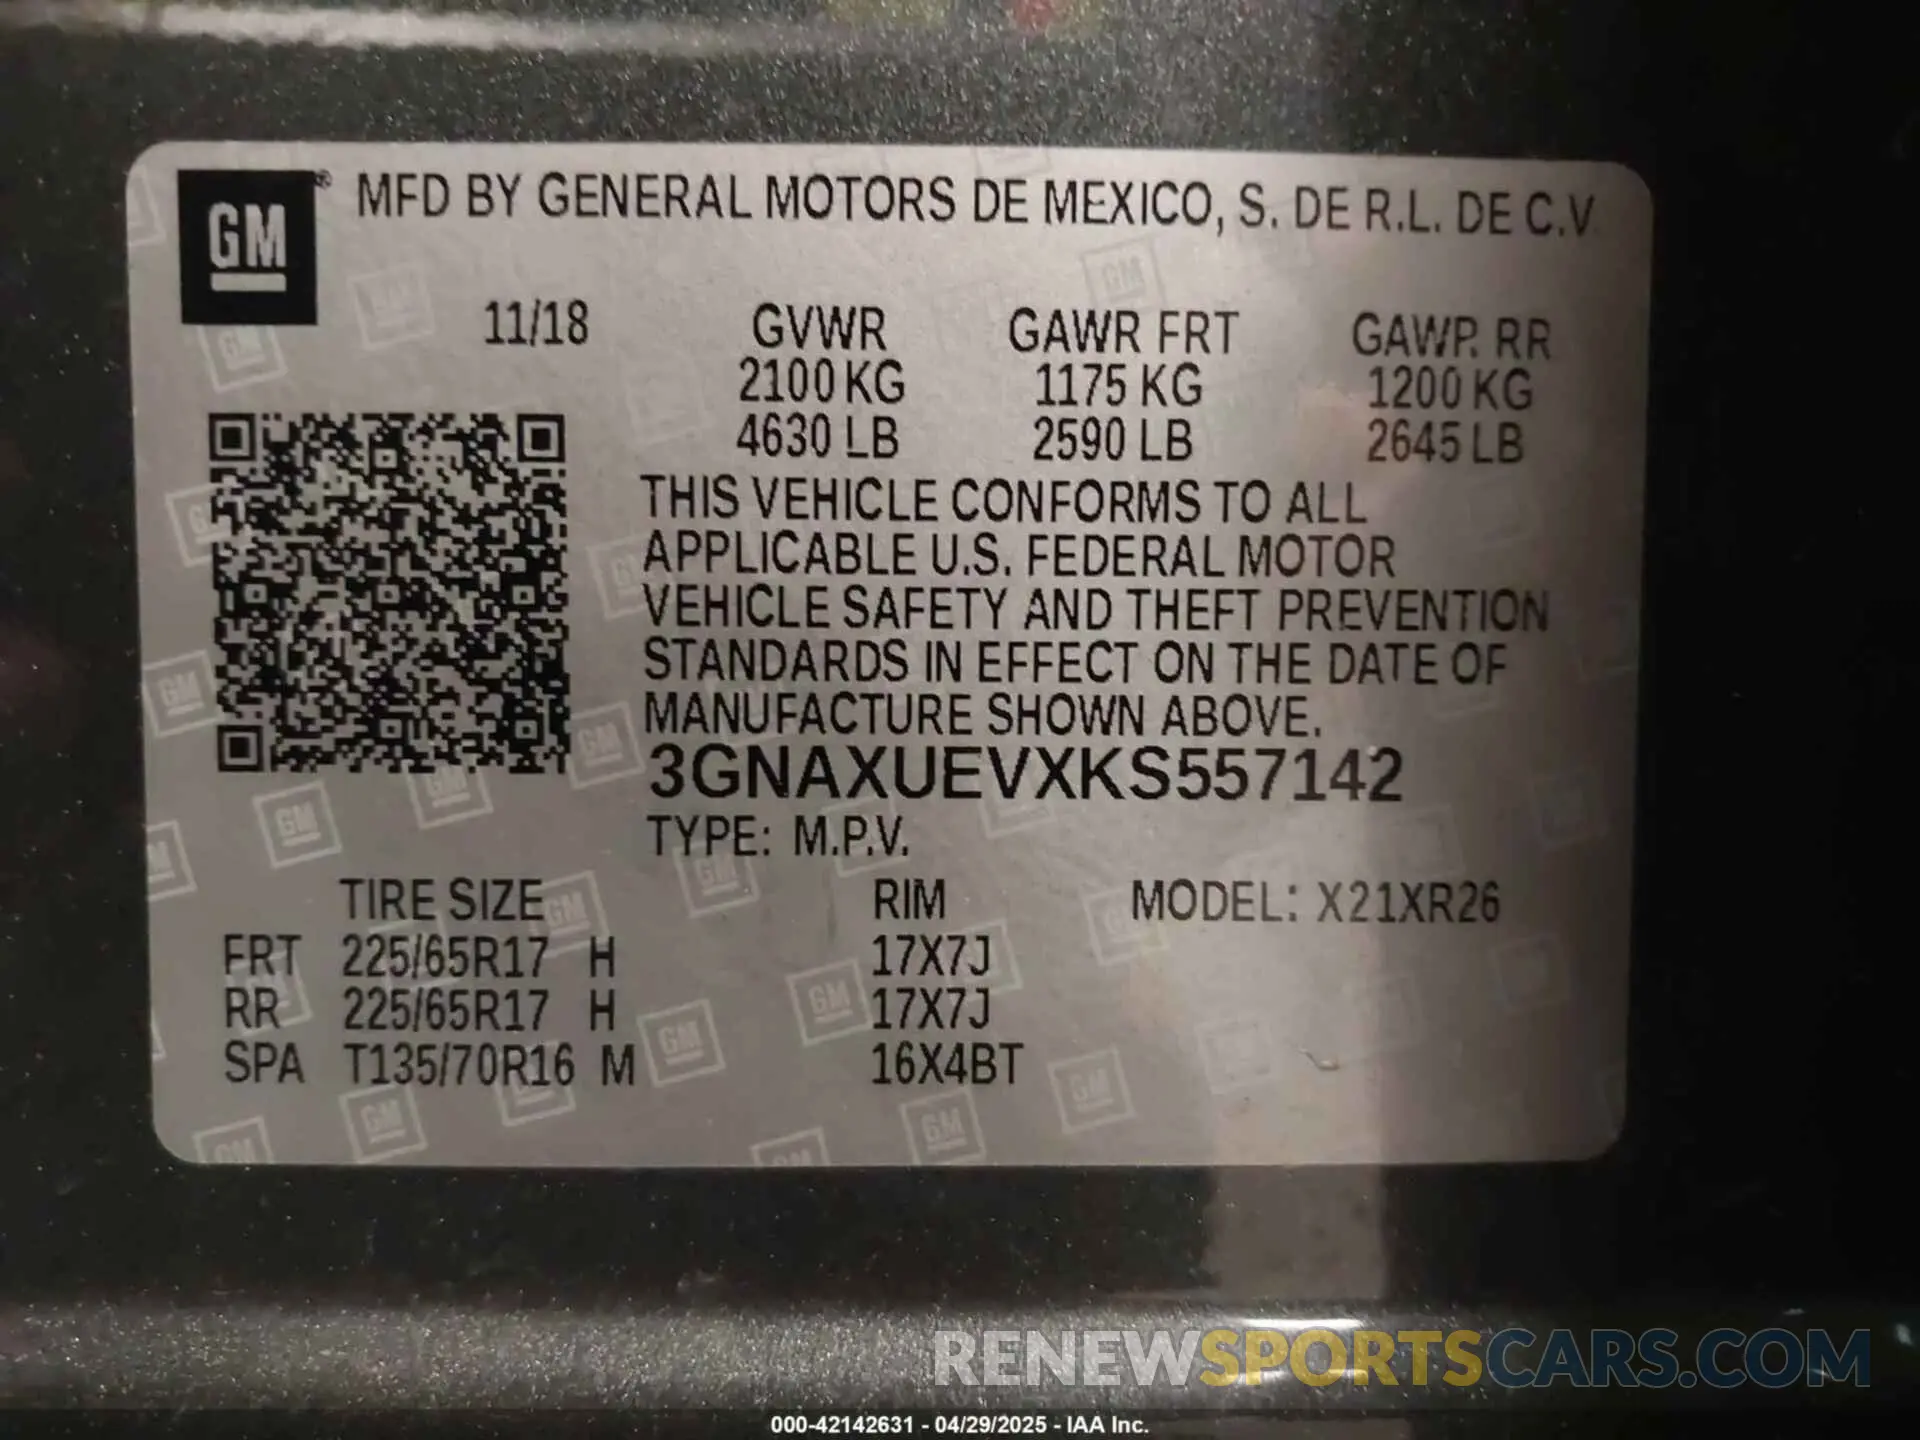 GM ® MFD BY GENERAL MOTORS DE MEXICO, S. DE R.L. DE C.V
11/18 GVWR GAWR FRT GAWR RR
2100 KG 1175 KG 1200 KG
4630 LB 2590 LB 2645 LB
THIS VEHICLE CONFORMS TO ALL
APPLICABLE U.S. FEDERAL MOTOR
VEHICLE SAFETY AND THEFT PREVENTION
STANDARDS IN EFFECT ON THE DATE OF
MANUFACTURE SHOWN ABOVE.
3GNAXUEVXKS557142
TYPE: M.P.V.
TIRE SIZE RIM MODEL: X21XR26
FRT 225/65R17 H 17X7J
RR 225/65R17 H 17X7J
SPA T135/70R16 M 16X4BT
RENEWSPORTSCARS.COM
000-42142631 - 04/29/2025 - IAA Inc.